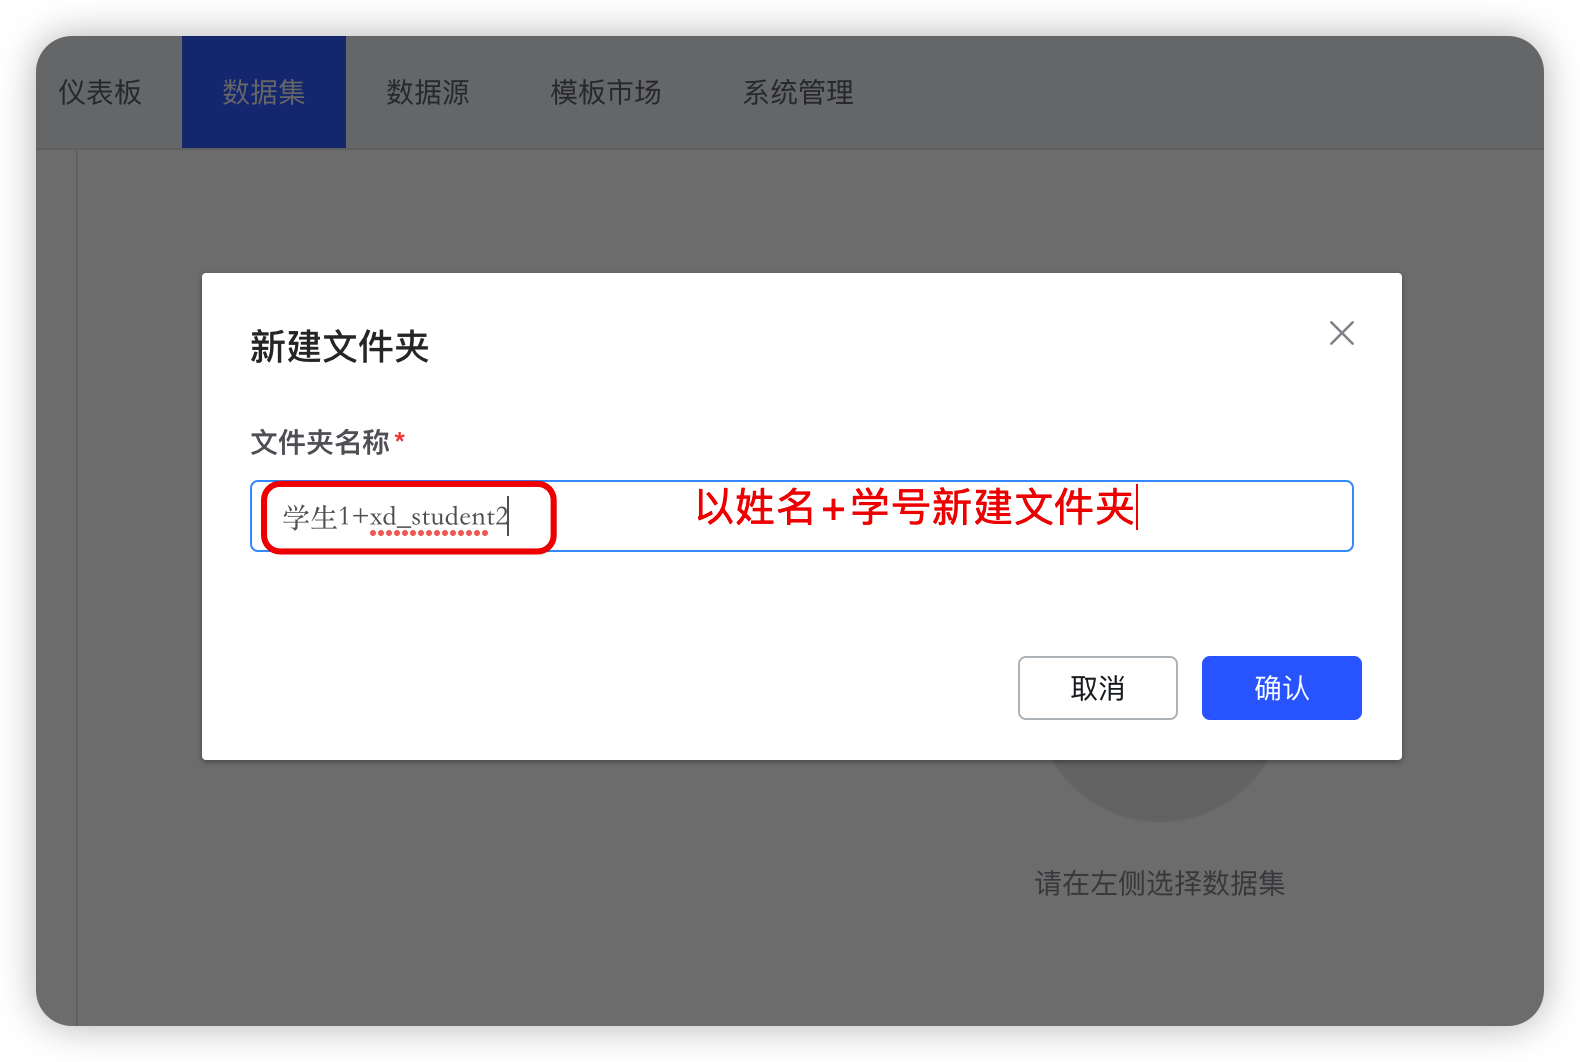 仪表板 数据集 数据源 模板市场 系统管理
新建文件夹
文件夹名称*
学生1+xd_student2
以姓名+学号新建文件夹
取消 确认
请在左侧选择数据集